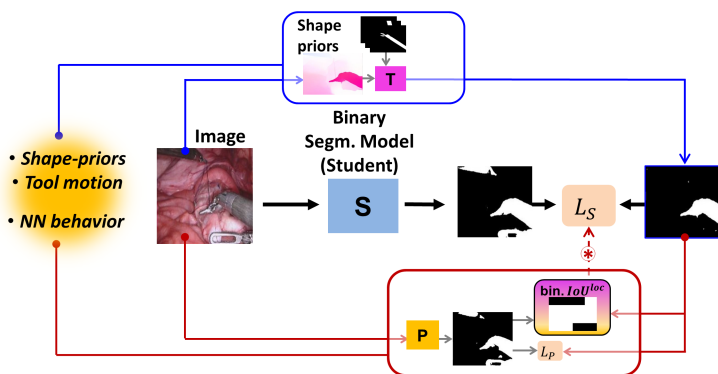 Shape
priors
T
Binary
Segm. Model
(Student)
Image
• Shape-priors
• Tool motion
• NN behavior
S
L_S
*
bin. IoU^{loc}
P
L_P